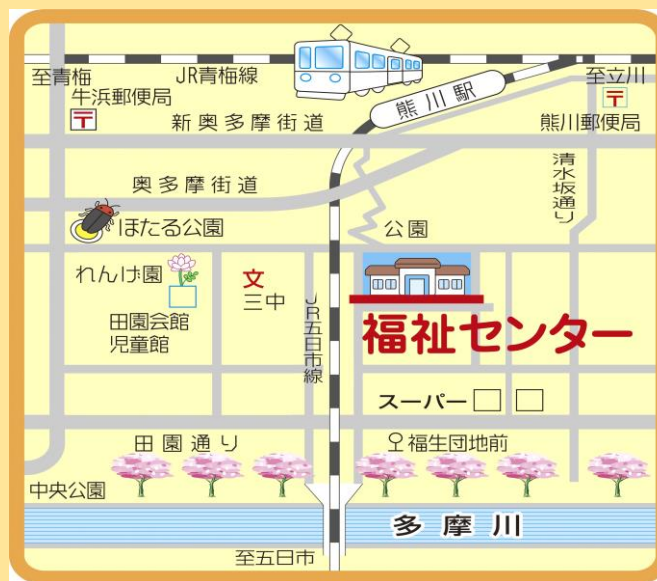 至青梅
JR青梅線
至立川
牛浜郵便局
熊川駅
新奥多摩街道
熊川郵便局
奥多摩街道
清水坂通り
ほたる公園
公園
れんげ園
文
三中
田園会館
児童館
JR五日市線
福祉センター
スーパー
田園通り
福生団地前
中央公園
多摩川
至五日市